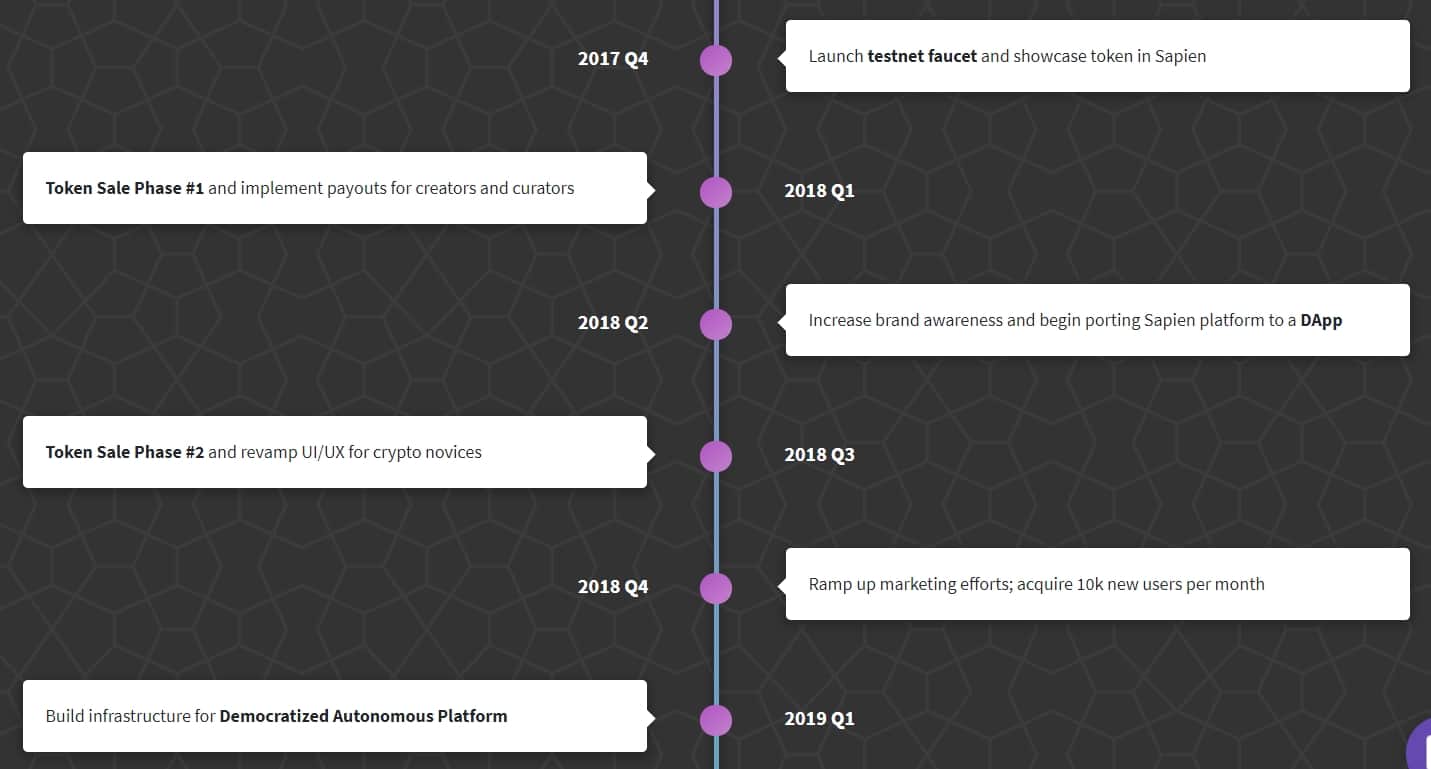 2017 Q4
Launch testnet faucet and showcase token in Sapien
Token Sale Phase #1 and implement payouts for creators and curators
2018 Q1
2018 Q2
Increase brand awareness and begin porting Sapien platform to a DApp
Token Sale Phase #2 and revamp UI/UX for crypto novices
2018 Q3
2018 Q4
Ramp up marketing efforts; acquire 10k new users per month
Build infrastructure for Democratized Autonomous Platform
2019 Q1